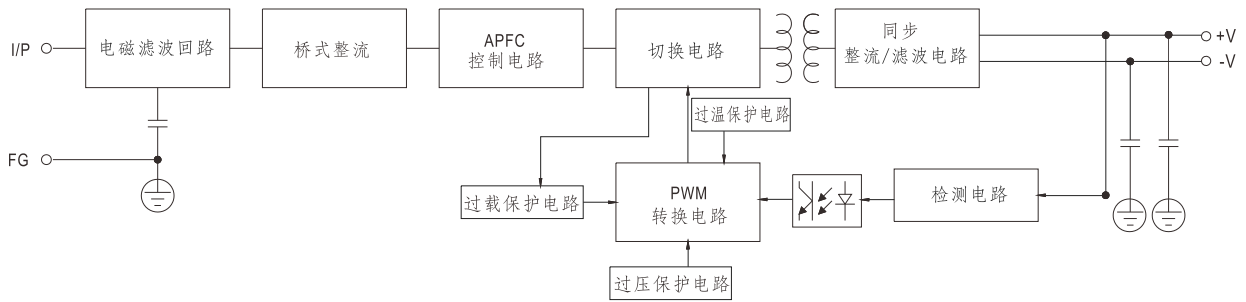 I/P
电磁滤波回路
桥式整流
APFC
控制电路
切换电路
同步
整流/滤波电路
+V
-V
过温保护电路
FG
过载保护电路
PWM
转换电路
检测电路
过压保护电路